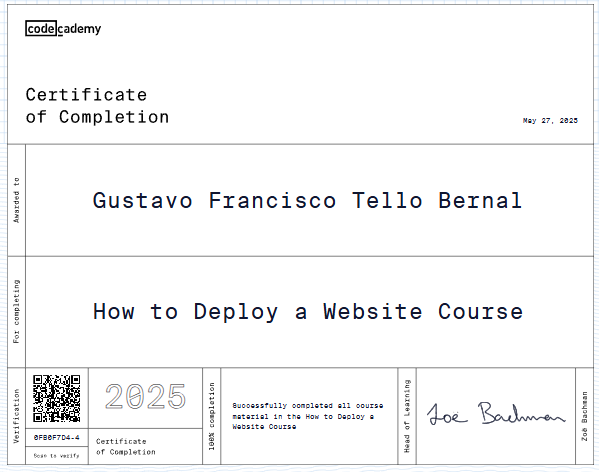 codecademy
Certificate
of Completion
May 27, 2025
Awarded to
Gustavo Francisco Tello Bernal
For completing
How to Deploy a Website Course
Verification
0FB0F7D4-4
Scan to verify
2025
Certificate
of Completion
100% completion
Successfully completed all course
material in the How to Deploy a
Website Course
Head of Learning
Zoë Bachman
Zoë Bachman